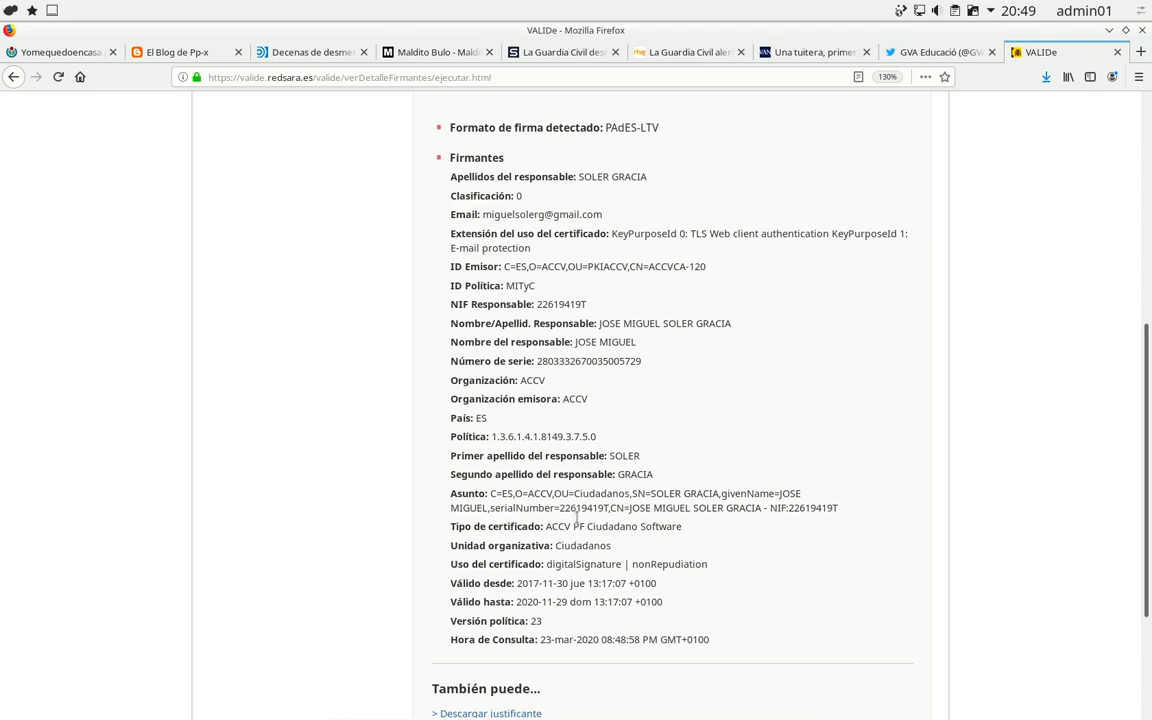 20:49 admin01
VALIDe - Mozilla Firefox
Yomequedoencasa
El Blog de Pp-x
Decenas de desme
Maldito Bulo - Maldi
La Guardia Civil des
La Guardia Civil aler
Una tuitera, primer
GVA Educació (@GV
VALIDe
https://valide.redsara.es/valide/verDetalleFirmantes/ejecutar.html 130%
Formato de firma detectado: PAdES-LTV
Firmantes
Apellidos del responsable: SOLER GRACIA
Clasificación: 0
Email: miguelsolerg@gmail.com
Extensión del uso del certificado: KeyPurposeId 0: TLS Web client authentication KeyPurposeId 1:
E-mail protection
ID Emisor: C=ES,O=ACCV,OU=PKIACCV,CN=ACCVCA-120
ID Política: MITyC
NIF Responsable: 22619419T
Nombre/Apellid. Responsable: JOSE MIGUEL SOLER GRACIA
Nombre del responsable: JOSE MIGUEL
Número de serie: 2803332670035005729
Organización: ACCV
Organización emisora: ACCV
País: ES
Política: 1.3.6.1.4.1.8149.3.7.5.0
Primer apellido del responsable: SOLER
Segundo apellido del responsable: GRACIA
Asunto: C=ES,O=ACCV,OU=Ciudadanos,SN=SOLER GRACIA,givenName=JOSE
MIGUEL,serialNumber=22619419T,CN=JOSE MIGUEL SOLER GRACIA - NIF:22619419T
Tipo de certificado: ACCV PF Ciudadano Software
Unidad organizativa: Ciudadanos
Uso del certificado: digitalSignature | nonRepudiation
Válido desde: 2017-11-30 jue 13:17:07 +0100
Válido hasta: 2020-11-29 dom 13:17:07 +0100
Versión política: 23
Hora de Consulta: 23-mar-2020 08:48:58 PM GMT+0100
También puede...
> Descargar justificante